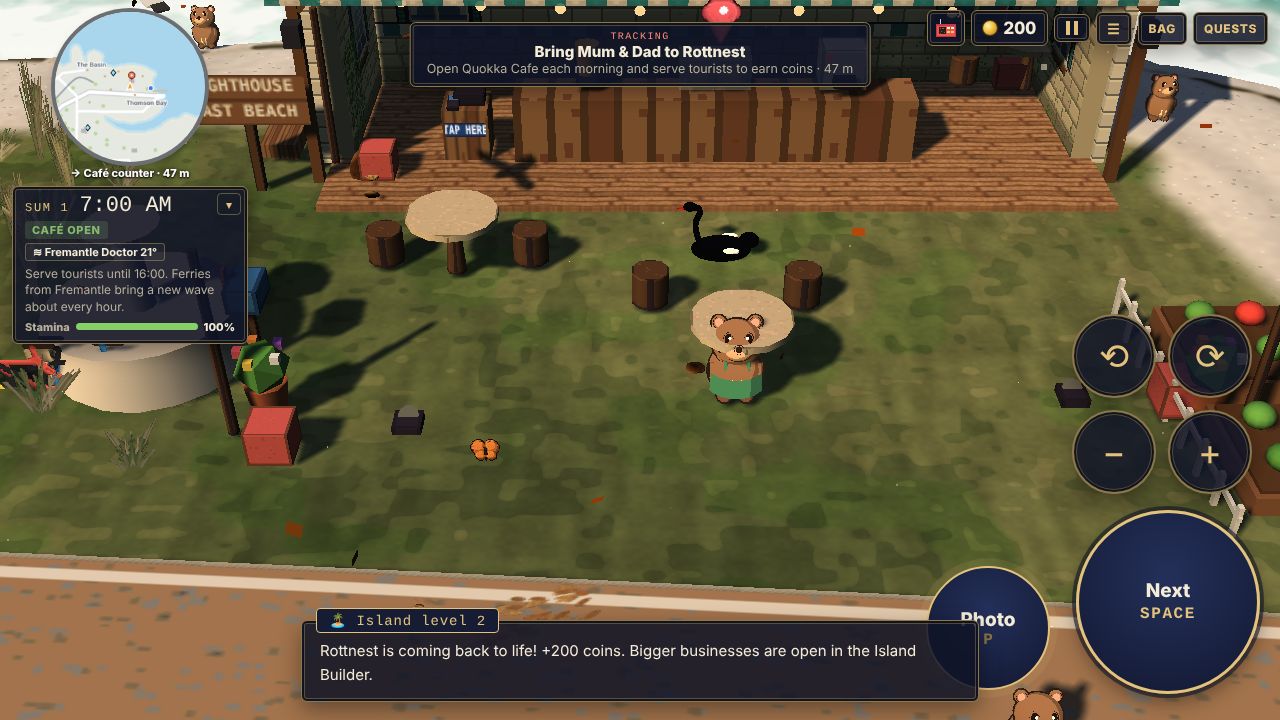 TRACKING
Bring Mum & Dad to Rottnest
Open Quokka Cafe each morning and serve tourists to earn coins · 47 m
200
BAG
QUESTS
The Basin
Thomson Bay
→ Café counter · 47 m
GHTHOUSE
AST BEACH
TAP HERE
SUM 1 7:00 AM
▼
CAFÉ OPEN
≋ Fremantle Doctor 21°
Serve tourists until 16:00. Ferries
from Fremantle bring a new wave
about every hour.
Stamina 100%
⟲ ⟳
− +
Next
SPACE
Photo
P
🏝️ Island level 2
Rottnest is coming back to life! +200 coins. Bigger businesses are open in the Island
Builder.